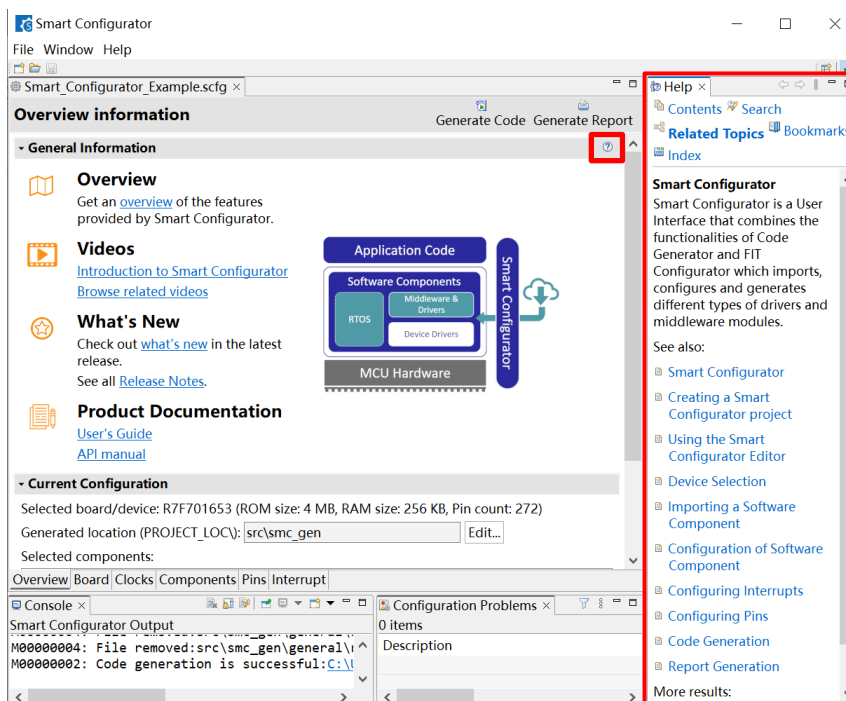 Smart Configurator
File Window Help
Smart_Configurator_Example.scfg
Overview information
Generate Code Generate Report
General Information
Overview
Get an overview of the features
provided by Smart Configurator.
Videos
Introduction to Smart Configurator
Browse related videos
What's New
Check out what's new in the latest
release.
See all Release Notes.
Product Documentation
User's Guide
API manual
Application Code
Software Components
RTOS
Middleware &
Drivers
Device Drivers
MCU Hardware
Smart Configurator
Current Configuration
Selected board/device: R7F701653 (ROM size: 4 MB, RAM size: 256 KB, Pin count: 272)
Generated location (PROJECT_LOC\): src\smc_gen Edit...
Selected components:
Overview Board Clocks Components Pins Interrupt
Console
Smart Configurator Output
M00000004: File removed:src\smc_gen\general\
M00000002: Code generation is successful:C:\
Configuration Problems
0 items
Description
Help
Contents Search
Related Topics Bookmarks
Index
Smart Configurator
Smart Configurator is a User
Interface that combines the
functionalities of Code
Generator and FIT
Configurator which imports,
configures and generates
different types of drivers and
middleware modules.
See also:
Smart Configurator
Creating a Smart
Configurator project
Using the Smart
Configurator Editor
Device Selection
Importing a Software
Component
Configuration of Software
Component
Configuring Interrupts
Configuring Pins
Code Generation
Report Generation
More results: